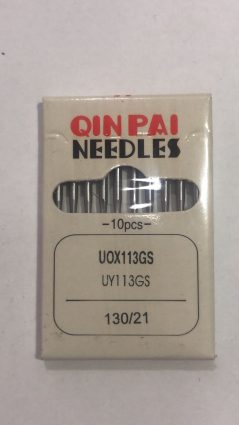 QIN PAI
NEEDLES
-10pcs-
UOX113GS
UY113GS
130/21